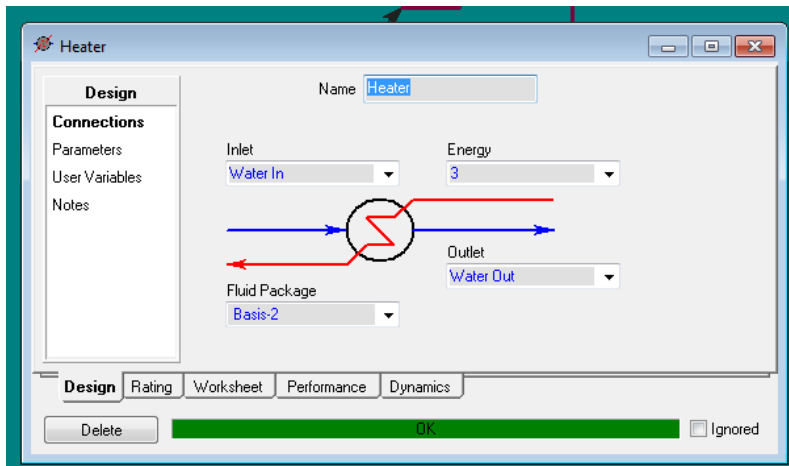 Heater
Design
Connections
Parameters
User Variables
Notes
Name Heater
Inlet
Water In
Energy
3
Outlet
Water Out
Fluid Package
Basis-2
Design Rating Worksheet Performance Dynamics
Delete OK Ignored